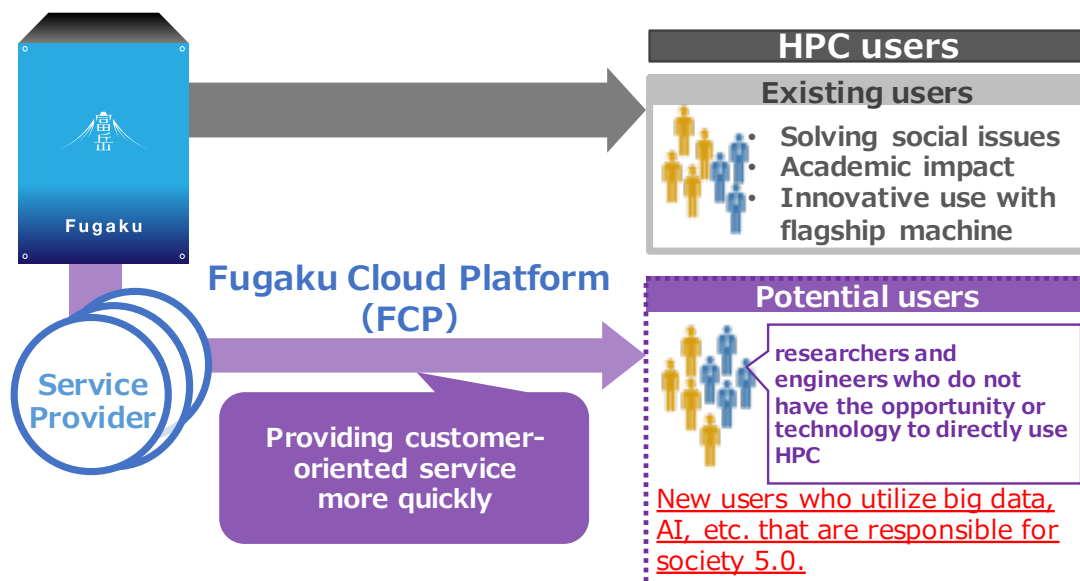 富岳
Fugaku
HPC users
Existing users
• Solving social issues
• Academic impact
• Innovative use with
flagship machine
Fugaku Cloud Platform
（FCP）
Service
Provider
Providing customer-
oriented service
more quickly
Potential users
researchers and
engineers who do not
have the opportunity or
technology to directly use
HPC
New users who utilize big data,
AI, etc. that are responsible for
society 5.0.